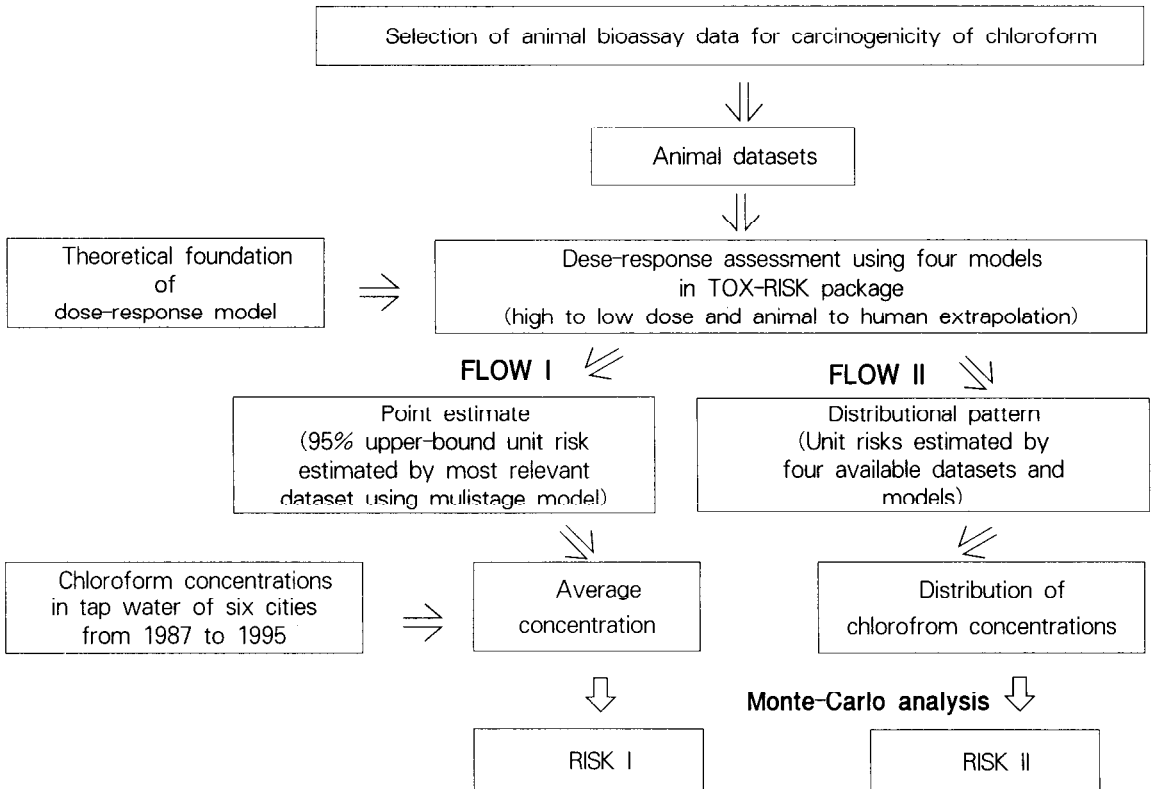 Selection of animal bioassay data for carcinogenicity of chloroform
Animal datasets
Theoretical foundation
of
dose-response model
Dese-response assessment using four models
in TOX-RISK package
(high to low dose and animal to human extrapolation)
FLOW I
FLOW II
Point estimate
(95% upper-bound unit risk
estimated by most relevant
dataset using mulistage model)
Distributional pattern
(Unit risks estimated by
four available datasets and
models)
Chloroform concentrations
in tap water of six cities
from 1987 to 1995
Average
concentration
Distribution of
chlorofrom concentrations
Monte-Carlo analysis
RISK I
RISK II